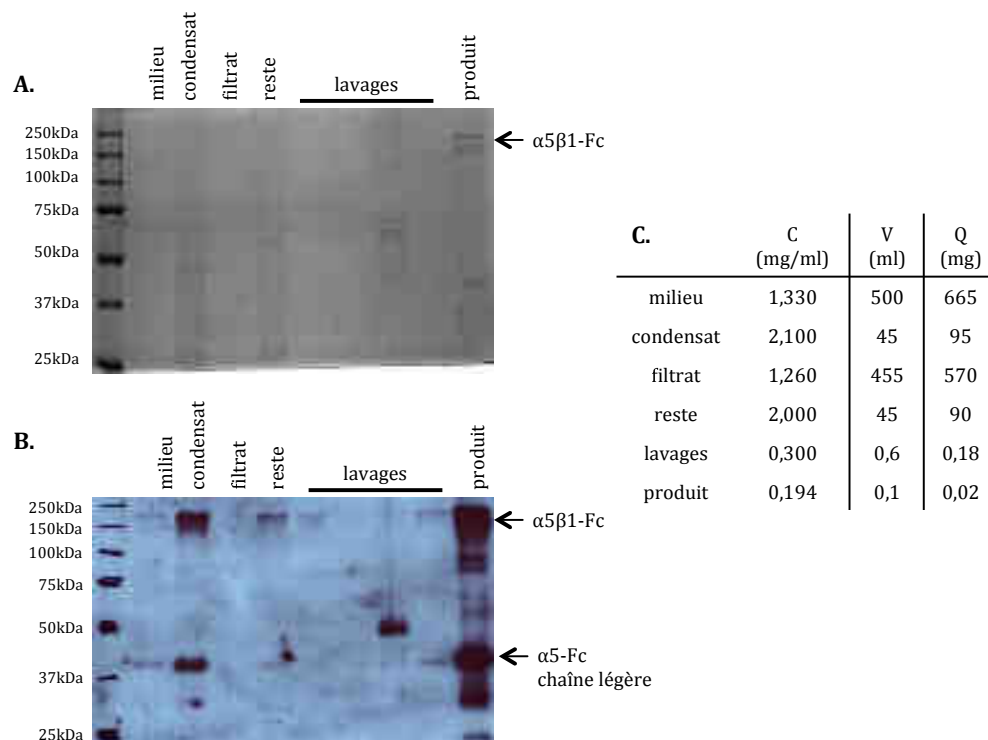 A.
milieu
condensat
filtrat
reste
lavages
produit
250kDa
150kDa
100kDa
75kDa
50kDa
37kDa
25kDa
α5β1-Fc
B.
milieu
condensat
filtrat
reste
lavages
produit
250kDa
150kDa
100kDa
75kDa
50kDa
37kDa
25kDa
α5β1-Fc
α5-Fc
chaîne légère
C. C V Q
(mg/ml) (ml) (mg)
milieu 1,330 500 665
condensat 2,100 45 95
filtrat 1,260 455 570
reste 2,000 45 90
lavages 0,300 0,6 0,18
produit 0,194 0,1 0,02